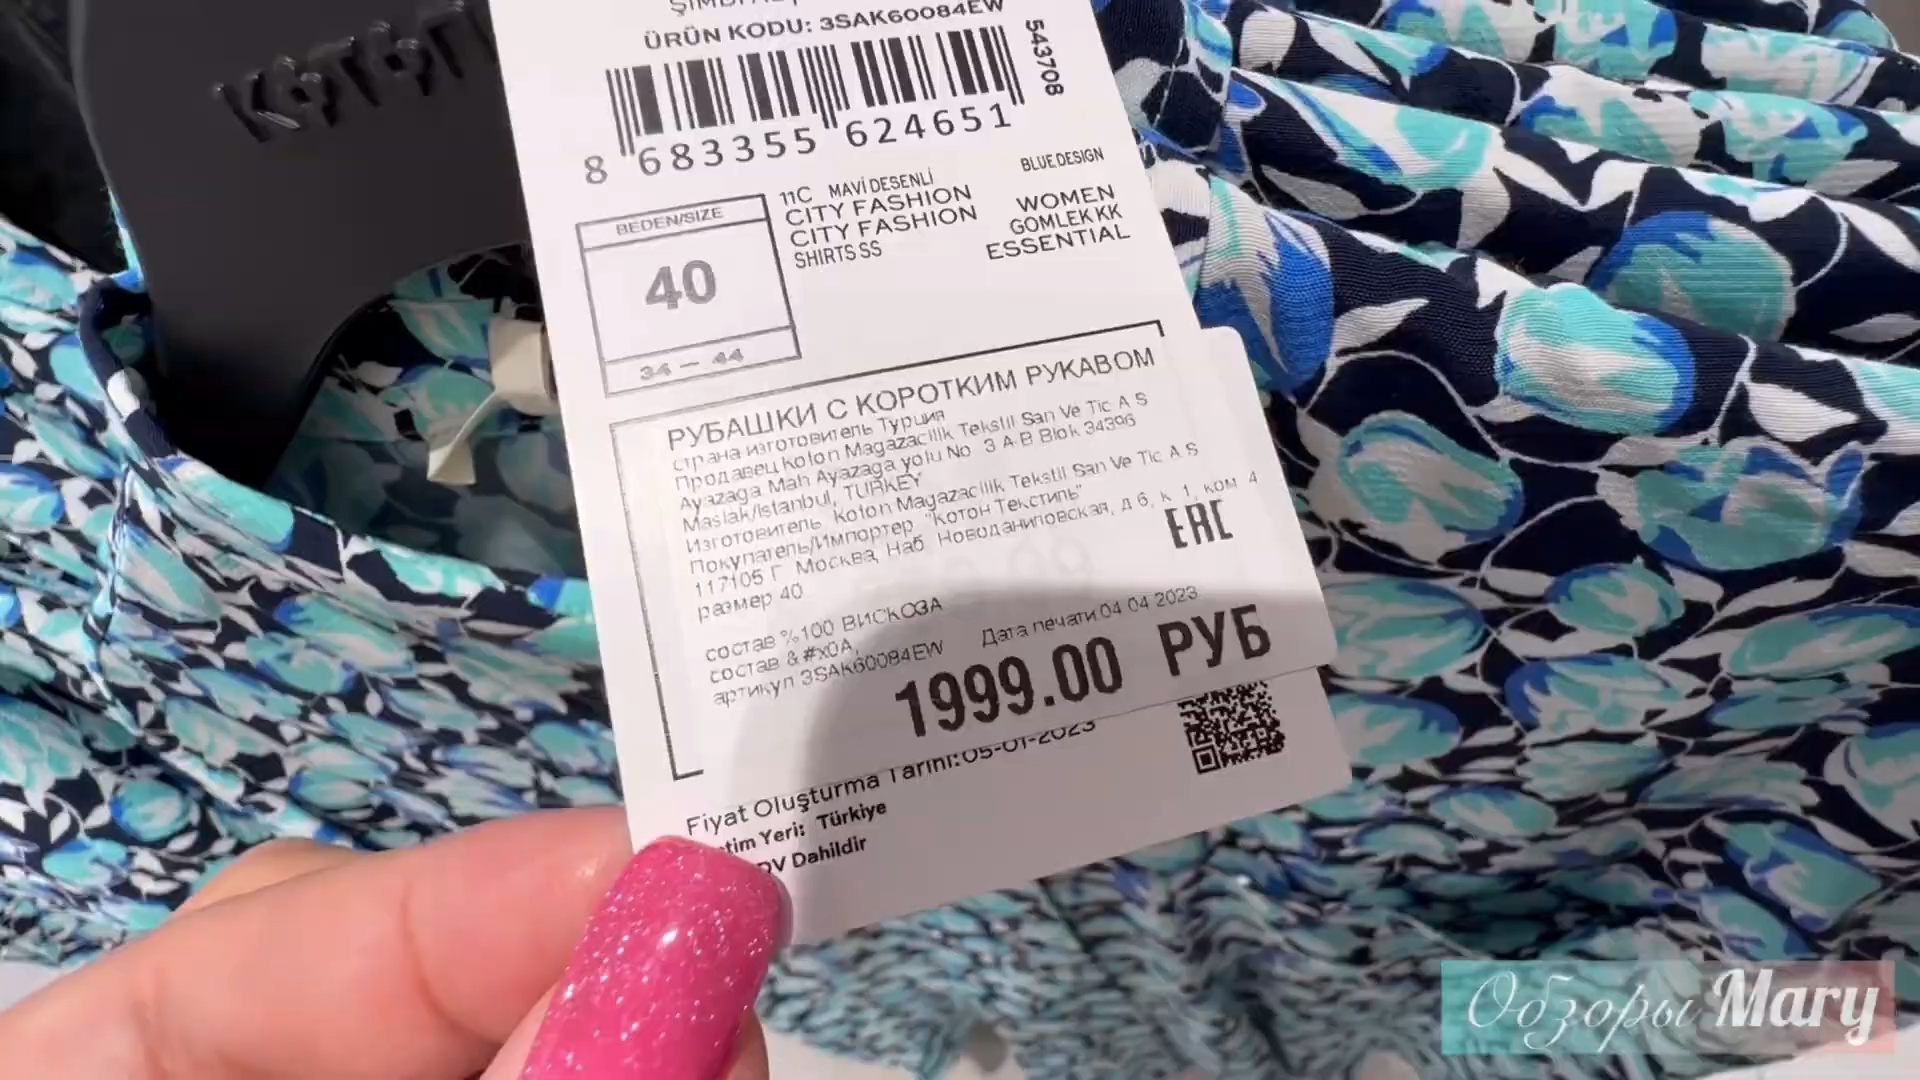 KOTON
ÜRÜN KODU: 3SAK60084EW
543708
8 683355 624651
BEDEN/SIZE
40
34 — 44
11C MAVİ DESENLİ BLUE DESIGN
CITY FASHION WOMEN
CITY FASHION GOMLEK KK
SHIRTS SS ESSENTIAL
РУБАШКИ С КОРОТКИМ РУКАВОМ
страна изготовитель Турция
Продавец Koton Magazacilik Tekstil San Ve Tic A S
Ayazaga Mah Ayazaga yolu No 3 A-B Blok 34396
Maslak/Istanbul, TURKEY
Изготовитель Koton Magazacilik Tekstil San Ve Tic A S
Покупатель/Импортер "Котон Текстиль"
117105 Г Москва, Наб Новоданиловская, д 6, к 1, ком 4
размер 40
EAC
состав %100 ВИСКОЗА
состав &#x0A,
артикул 3SAK60084EW Дата печати 04 04 2023
1999.00 РУБ
Fiyat Oluşturma Tarihi:05-01-2023
tim Yeri: Türkiye
DV Dahildir
Обзоры Mary